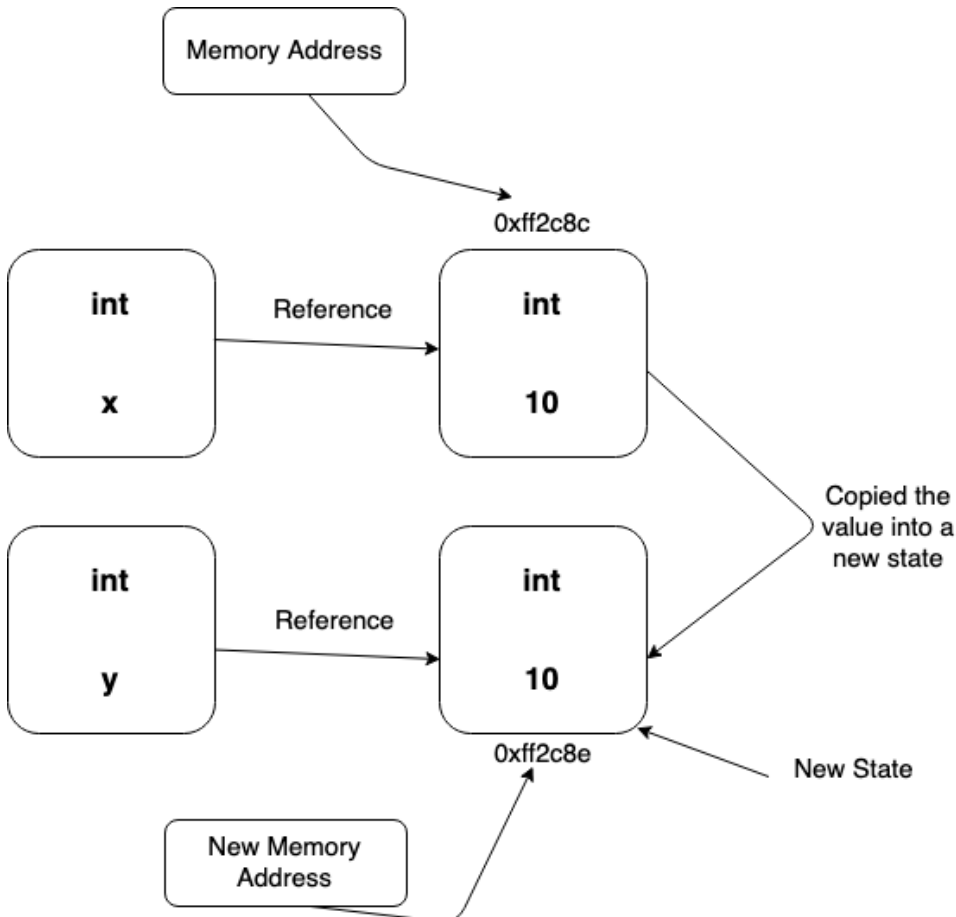 Memory Address
0xff2c8c
int
x
Reference
int
10
Copied the
value into a
new state
int
y
Reference
int
10
0xff2c8e
New State
New Memory
Address